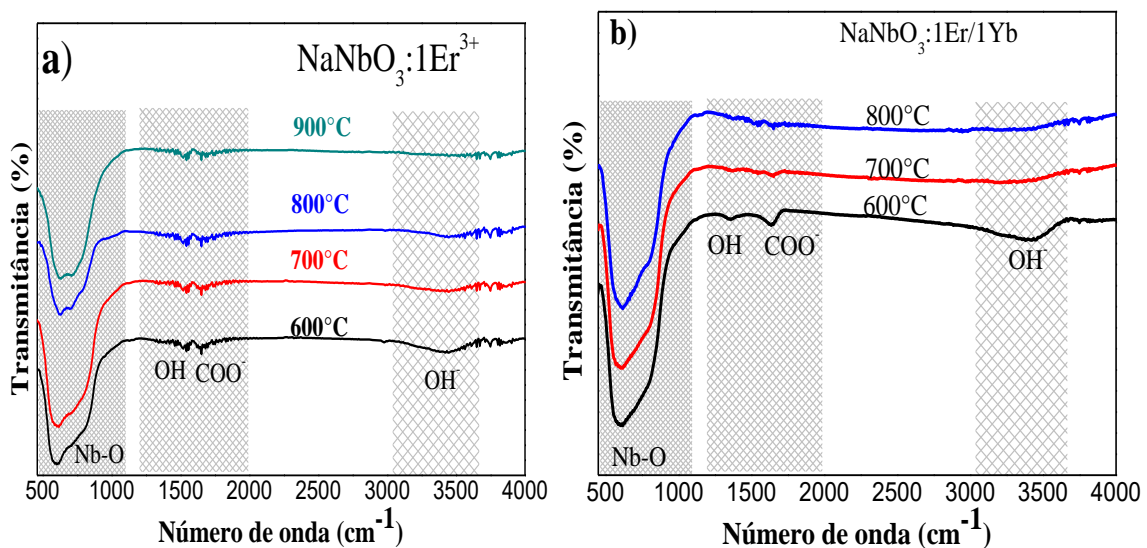 a)
NaNbO₃:1Er³⁺
900°C
800°C
700°C
600°C
OH
COO⁻
OH⁻
Nb-O
Transmitância (%)
500 1000 1500 2000 2500 3000 3500 4000
Número de onda (cm⁻¹)
b)
NaNbO₃:1Er/1Yb
800°C
700°C
600°C
OH
COO⁻
OH⁻
Nb-O
Transmitância (%)
500 1000 1500 2000 2500 3000 3500 4000
Número de onda (cm⁻¹)